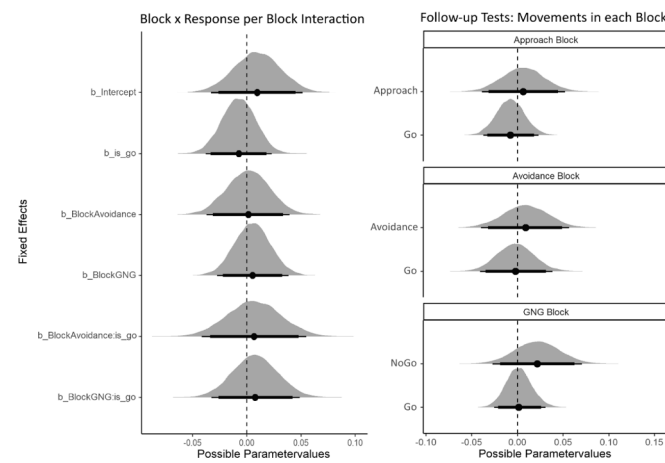 Block x Response per Block Interaction
Fixed Effects
b_Intercept
b_is_go
b_BlockAvoidance
b_BlockGNG
b_BlockAvoidance:is_go
b_BlockGNG:is_go
-0.05 0.00 0.05 0.10
Possible Parametervalues
Follow-up Tests: Movements in each Block
Approach Block
Approach
Go
Avoidance Block
Avoidance
Go
GNG Block
NoGo
Go
-0.10 -0.05 0.00 0.05 0.10 0.15
Possible Parametervalues